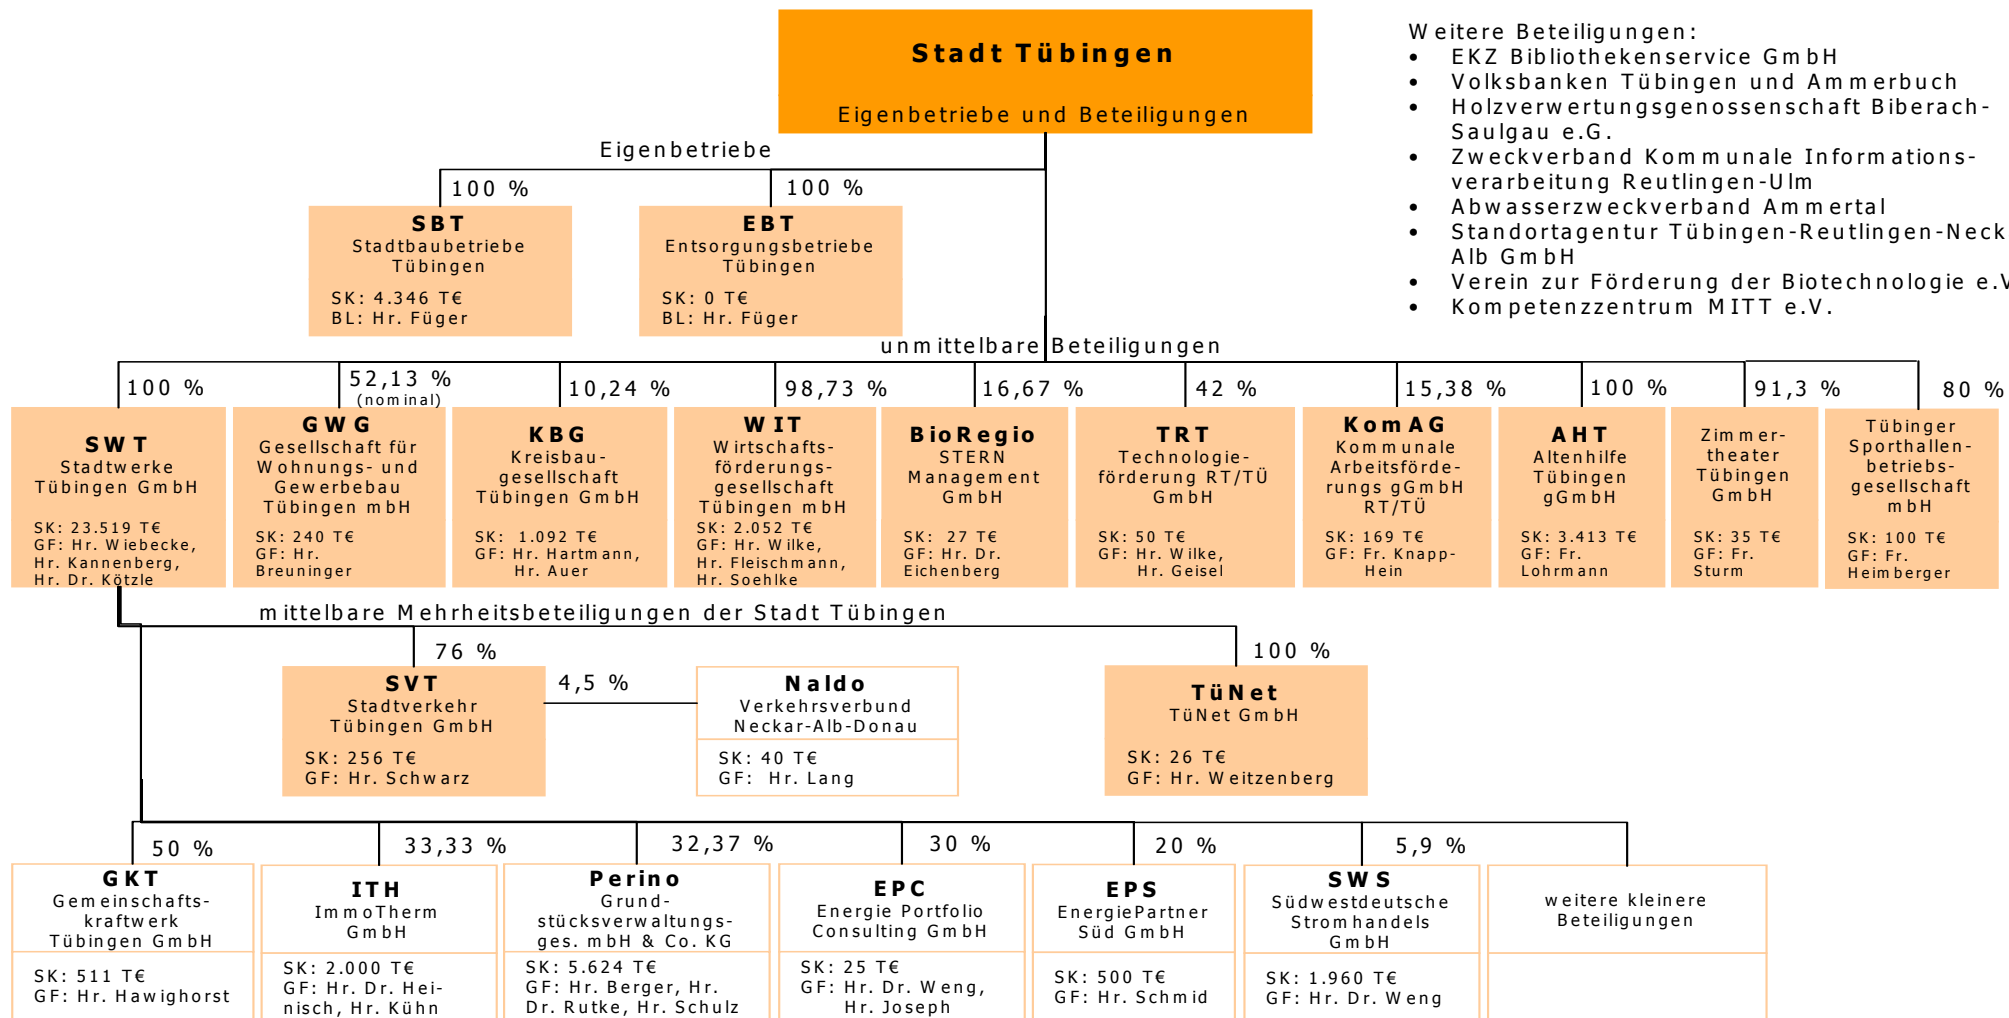 Stadt Tübingen
Eigenbetriebe und Beteiligungen
Weitere Beteiligungen:
• EKZ Bibliothekenservice GmbH
• Volksbanken Tübingen und Ammerbuch
• Holzverwertungsgenossenschaft Biberach-
Saulgau e.G.
• Zweckverband Kommunale Informations-
verarbeitung Reutlingen-Ulm
• Abwasserzweckverband Ammertal
• Standortagentur Tübingen-Reutlingen-Neck
Alb GmbH
• Verein zur Förderung der Biotechnologie e.V
• Kompetenzzentrum MITT e.V.
Eigenbetriebe
100 %
SBT
Stadtbaubetriebe
Tübingen
SK: 4.346 T€
BL: Hr. Füger
100 %
EBT
Entsorgungsbetriebe
Tübingen
SK: 0 T€
BL: Hr. Füger
unmittelbare Beteiligungen
100 %
SWT
Stadtwerke
Tübingen GmbH
SK: 23.519 T€
GF: Hr. Wiebecke,
Hr. Kannenberg,
Hr. Dr. Kötzle
52,13 %
(nominal)
GWG
Gesellschaft für
Wohnungs- und
Gewerbebau
Tübingen mbH
SK: 240 T€
GF: Hr.
Breuninger
10,24 %
KBG
Kreisbau-
gesellschaft
Tübingen GmbH
SK: 1.092 T€
GF: Hr. Hartmann,
Hr. Auer
98,73 %
WIT
Wirtschafts-
förderungs-
gesellschaft
Tübingen mbH
SK: 2.052 T€
GF: Hr. Wilke,
Hr. Fleischmann,
Hr. Soehlke
16,67 %
BioRegio
STERN
Management
GmbH
SK: 27 T€
GF: Hr. Dr.
Eichenberg
42 %
TRT
Technologie-
förderung RT/TÜ
GmbH
SK: 50 T€
GF: Hr. Wilke,
Hr. Geisel
15,38 %
KomAG
Kommunale
Arbeitsförde-
rungs gGmbH
RT/TÜ
SK: 169 T€
GF: Fr. Knapp-
Hein
100 %
AHT
Altenhilfe
Tübingen
gGmbH
SK: 3.413 T€
GF: Fr.
Lohrmann
91,3 %
Zimmer-
theater
Tübingen
GmbH
SK: 35 T€
GF: Fr.
Sturm
80 %
Tübinger
Sporthallen-
betriebs-
gesellschaft
mbH
SK: 100 T€
GF: Fr.
Heimberger
mittelbare Mehrheitsbeteiligungen der Stadt Tübingen
76 %
SVT
Stadtverkehr
Tübingen GmbH
SK: 256 T€
GF: Hr. Schwarz
4,5 %
Naldo
Verkehrsverbund
Neckar-Alb-Donau
SK: 40 T€
GF: Hr. Lang
100 %
TüNet
TüNet GmbH
SK: 26 T€
GF: Hr. Weitzenberg
50 %
GKT
Gemeinschafts-
kraftwerk
Tübingen GmbH
SK: 511 T€
GF: Hr. Hawighorst
33,33 %
ITH
ImmoTherm
GmbH
SK: 2.000 T€
GF: Hr. Dr. Hei-
nisch, Hr. Kühn
32,37 %
Perino
Grund-
stücksverwaltungs-
ges. mbH & Co. KG
SK: 5.624 T€
GF: Hr. Berger, Hr.
Dr. Rutke, Hr. Schulz
30 %
EPC
Energie Portfolio
Consulting GmbH
SK: 25 T€
GF: Hr. Dr. Weng,
Hr. Joseph
20 %
EPS
EnergiePartner
Süd GmbH
SK: 500 T€
GF: Hr. Schmid
5,9 %
SWS
Südwestdeutsche
Stromhandels
GmbH
SK: 1.960 T€
GF: Hr. Dr. Weng
weitere kleinere
Beteiligungen